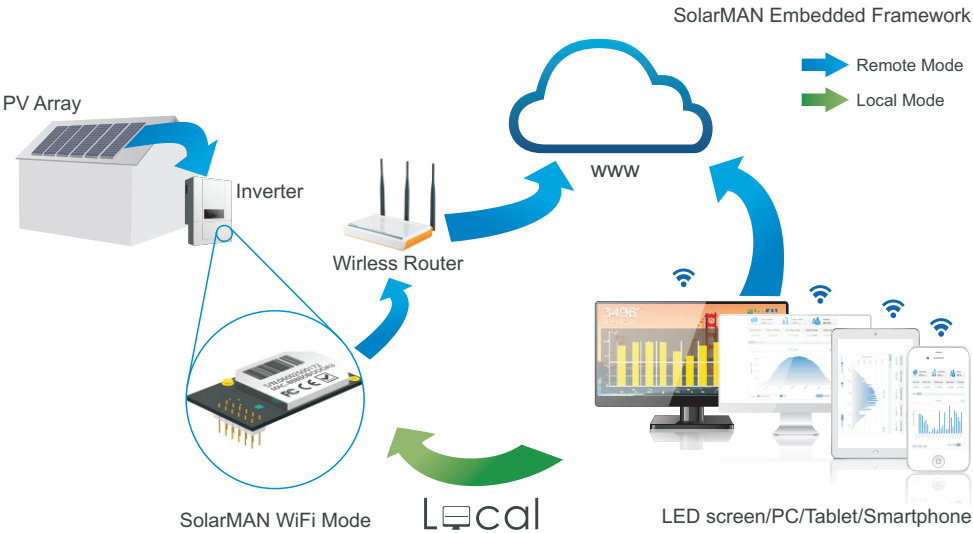 SolarMAN Embedded Framework
Remote Mode
Local Mode
PV Array
www
Inverter
Wirless Router
3496
Local
SolarMAN WiFi Mode
LED screen/PC/Tablet/Smartphone